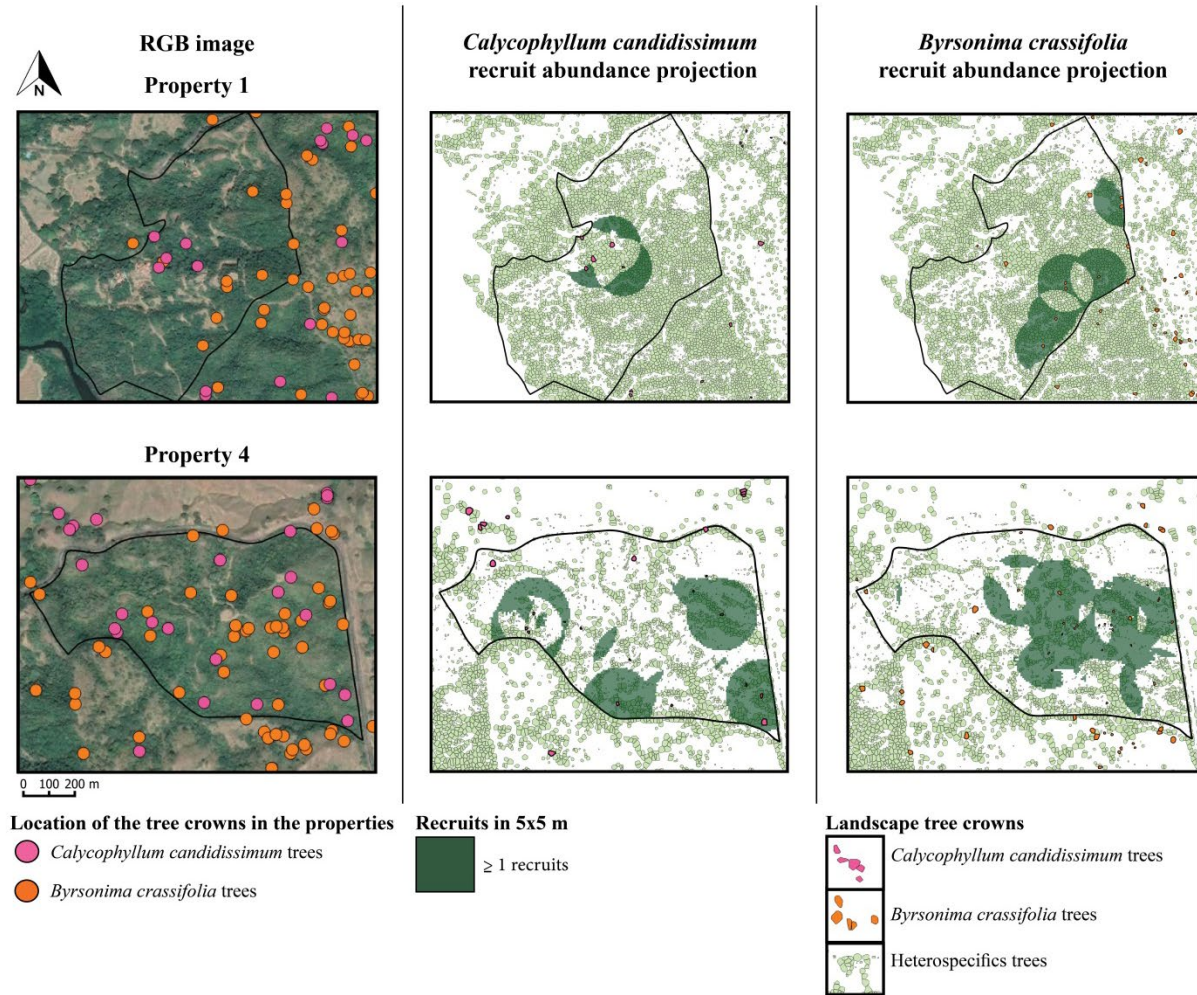 RGB image
Property 1
N
Calycophyllum candidissimum
recruit abundance projection
Byrsonima crassifolia
recruit abundance projection
Property 4
0 100 200 m
Location of the tree crowns in the properties
Calycophyllum candidissimum trees
Byrsonima crassifolia trees
Recruits in 5x5 m
≥ 1 recruits
Landscape tree crowns
Calycophyllum candidissimum trees
Byrsonima crassifolia trees
Heterospecifics trees